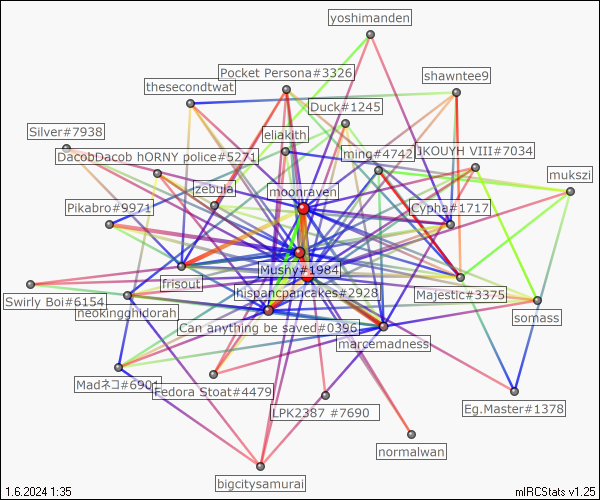 yoshimanden
Pocket Persona#3326
shawntee9
thesecondtwat
Duck#1245
Silver#7938
eliakith
DacobDacob hORNY police#5271
ming#4742
JKOUYH VIII#7034
mukszi
zebula
moonraven
Pikabro#9971
Cypha#1717
Mushy#1984
frisout
hispancpancakes#2928
Majestic#3375
Swirly Boi#6154
neokingghidorah
somass
Can anything be saved#0396
marcemadness
Madネコ#6901
Fedora Stoat#4479
LPK2387 #7690
Eg.Master#1378
normalwan
bigcitysamurai
1.6.2024 1:35
mIRCStats v1.25